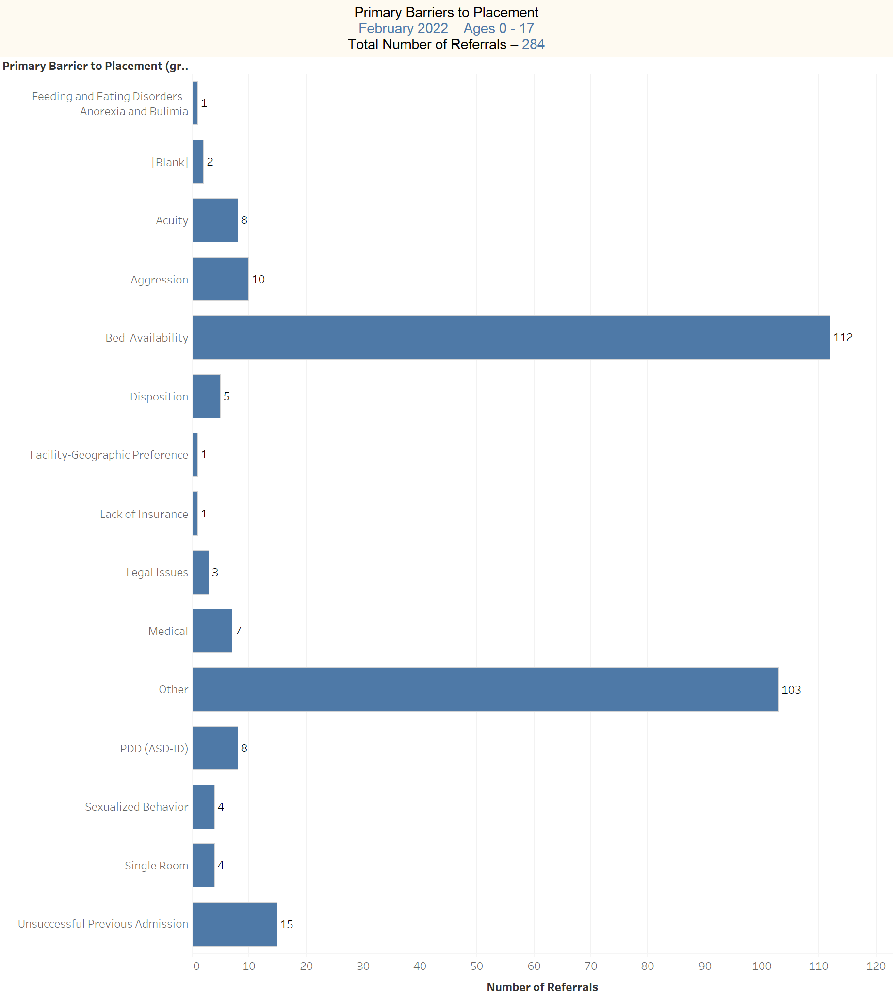 Primary Barriers to Placement
February 2022 Ages 0 - 17
Total Number of Referrals – 284
Primary Barrier to Placement (gr..
Feeding and Eating Disorders -
Anorexia and Bulimia
1
[Blank]
2
Acuity
8
Aggression
10
Bed  Availability
112
Disposition
5
Facility-Geographic Preference
1
Lack of Insurance
1
Legal Issues
3
Medical
7
Other
103
PDD (ASD-ID)
8
Sexualized Behavior
4
Single Room
4
Unsuccessful Previous Admission
15
0 10 20 30 40 50 60 70 80 90 100 110 120
Number of Referrals